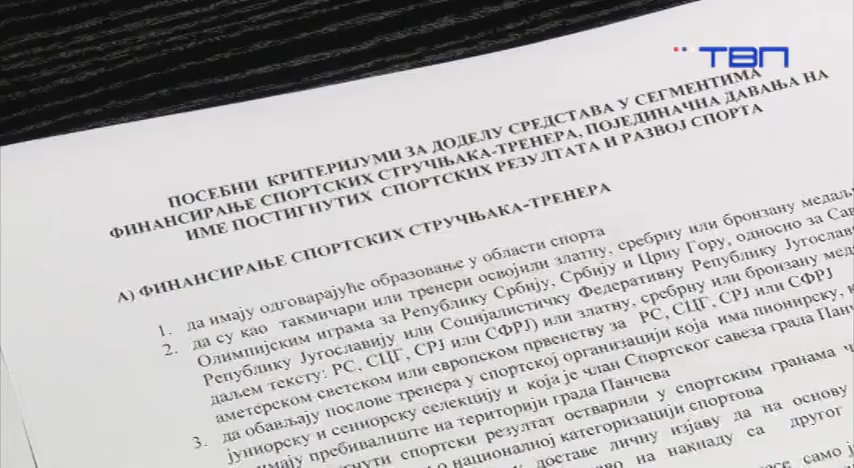 ТВП
ПОСЕБНИ КРИТЕРИЈУМИ ЗА ДОДЕЛУ СРЕДСТАВА У СЕГМЕНТИМА
ФИНАНСИРАЊЕ СПОРТСКИХ СТРУЧЊАКА-ТРЕНЕРА, ПОЈЕДИНАЧНА ДАВАЊА НА
ИМЕ ПОСТИГНУТИХ СПОРТСКИХ РЕЗУЛТАТА И РАЗВОЈ СПОРТА
А) ФИНАНСИРАЊЕ СПОРТСКИХ СТРУЧЊАКА-ТРЕНЕРА
1. да имају одговарајуће образовање у области спорта
2. да су као такмичари или тренери освојили златну, сребрну или бронзану
Олимпијским играма за Републику Србију, Србију и Црну Гору, односно за
Републику Југославију или Социјалистичку Федеративну Републику
даљем тексту: РС, СЦГ, СРЈ или СФРЈ) или златну, сребрну или бронзану
аметерском светском или европском првенству за РС, СЦГ, СРЈ или СФРЈ
3. да обављају послове тренера у спортској организацији која има пионирску,
јуниорску и сениорску селекцију и која је члан Спортског савеза града
имају пребивалиште на територији града Панчева
спортски резултат остварили у спортским гранама
о националној категоризацији спортова
доставе личну изјаву да на основу
на накнаду са другог
само